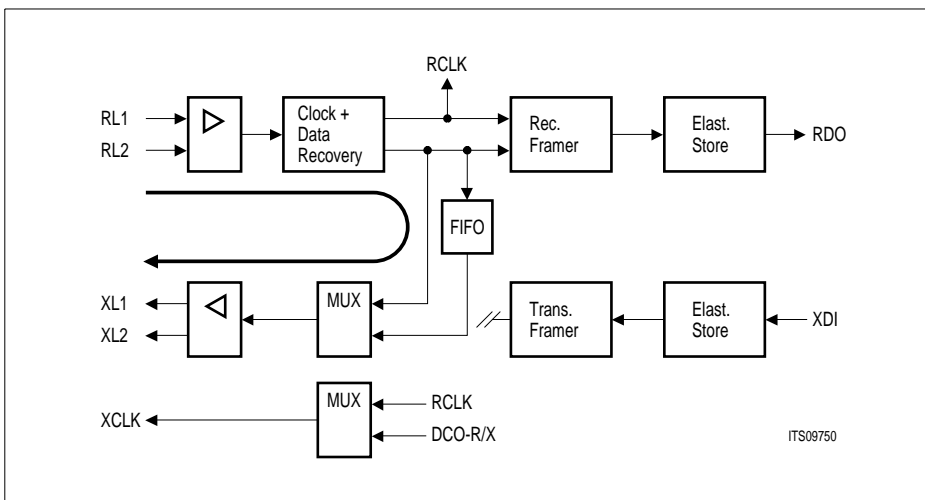 RCLK
RL1
RL2
Clock +
Data
Recovery
Rec.
Framer
Elast.
Store
RDO
FIFO
XL1
XL2
MUX
Trans.
Framer
Elast.
Store
XDI
XCLK
MUX
RCLK
DCO-R/X
ITS09750